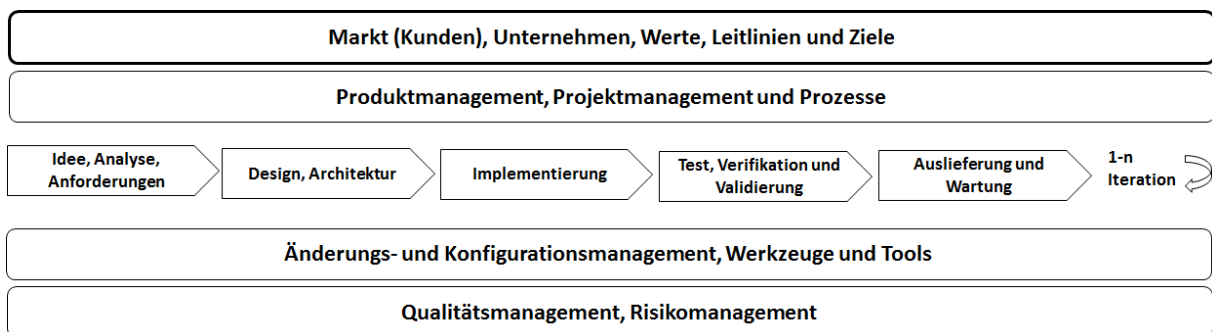 Markt (Kunden), Unternehmen, Werte, Leitlinien und Ziele
Produktmanagement, Projektmanagement und Prozesse
Idee, Analyse,
Anforderungen
Design, Architektur
Implementierung
Test, Verifikation und
Validierung
Auslieferung und
Wartung
1-n
Iteration
Änderungs- und Konfigurationsmanagement, Werkzeuge und Tools
Qualitätsmanagement, Risikomanagement